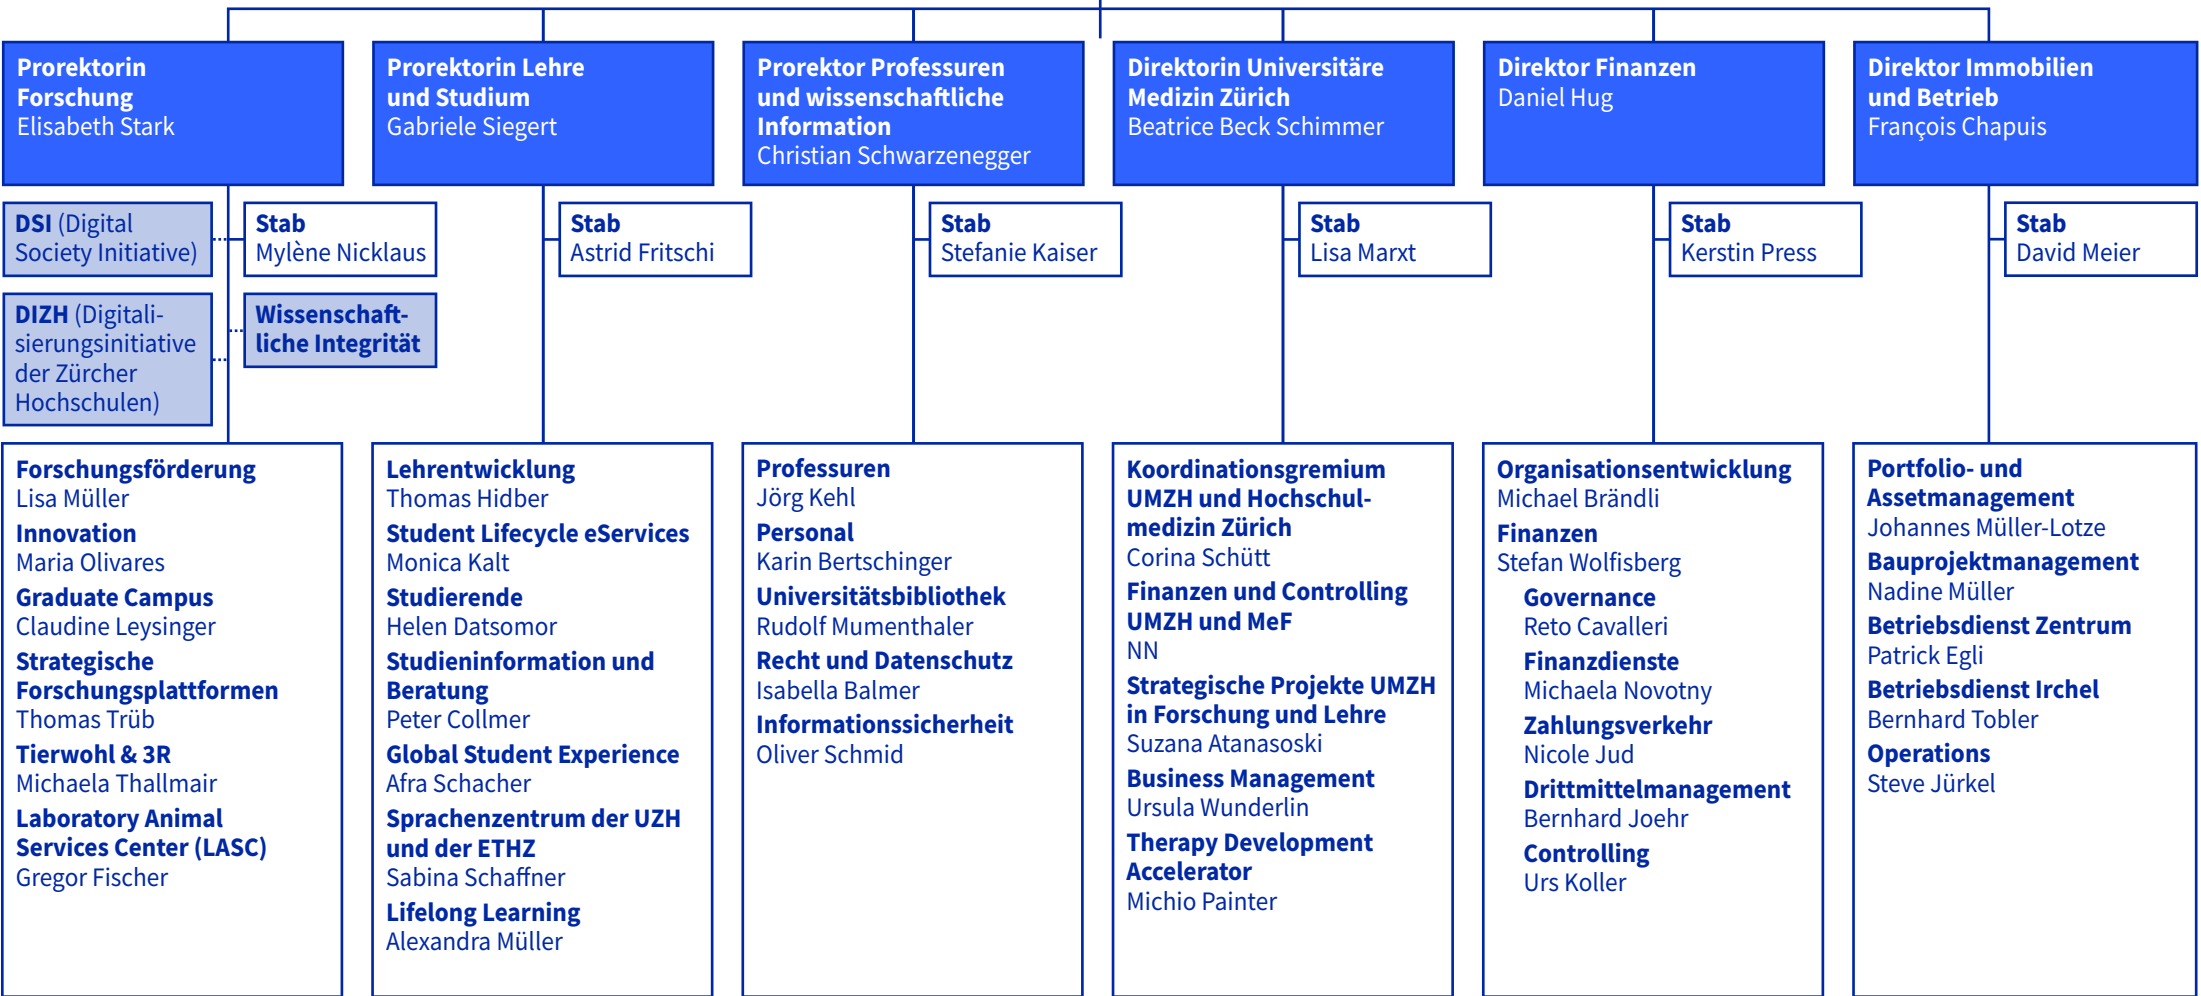 Prorektorin
Forschung
Elisabeth Stark
Prorektorin Lehre
und Studium
Gabriele Siegert
Prorektor Professuren
und wissenschaftliche
Information
Christian Schwarzenegger
Direktorin Universitäre
Medizin Zürich
Beatrice Beck Schimmer
Direktor Finanzen
Daniel Hug
Direktor Immobilien
und Betrieb
François Chapuis
DSI (Digital
Society Initiative)
Stab
Mylène Nicklaus
Stab
Astrid Fritschi
Stab
Stefanie Kaiser
Stab
Lisa Marxt
Stab
Kerstin Press
Stab
David Meier
DIZH (Digitali-
sierungsinitiative
der Zürcher
Hochschulen)
Wissenschaft-
liche Integrität
Forschungsförderung
Lisa Müller
Innovation
Maria Olivares
Graduate Campus
Claudine Leysinger
Strategische
Forschungsplattformen
Thomas Trüb
Tierwohl & 3R
Michaela Thallmair
Laboratory Animal
Services Center (LASC)
Gregor Fischer
Lehrentwicklung
Thomas Hidber
Student Lifecycle eServices
Monica Kalt
Studierende
Helen Datsomor
Studieninformation und
Beratung
Peter Collmer
Global Student Experience
Afra Schacher
Sprachenzentrum der UZH
und der ETHZ
Sabina Schaffner
Lifelong Learning
Alexandra Müller
Professuren
Jörg Kehl
Personal
Karin Bertschinger
Universitätsbibliothek
Rudolf Mumenthaler
Recht und Datenschutz
Isabella Balmer
Informationssicherheit
Oliver Schmid
Koordinationsgremium
UMZH und Hochschul-
medizin Zürich
Corina Schütt
Finanzen und Controlling
UMZH und MeF
NN
Strategische Projekte UMZH
in Forschung und Lehre
Suzana Atanasoski
Business Management
Ursula Wunderlin
Therapy Development
Accelerator
Michio Painter
Organisationsentwicklung
Michael Brändli
Finanzen
Stefan Wolfisberg
Governance
Reto Cavalleri
Finanzdienste
Michaela Novotny
Zahlungsverkehr
Nicole Jud
Drittmittelmanagement
Bernhard Joehr
Controlling
Urs Koller
Portfolio- und
Assetmanagement
Johannes Müller-Lotze
Bauprojektmanagement
Nadine Müller
Betriebsdienst Zentrum
Patrick Egli
Betriebsdienst Irchel
Bernhard Tobler
Operations
Steve Jürkel